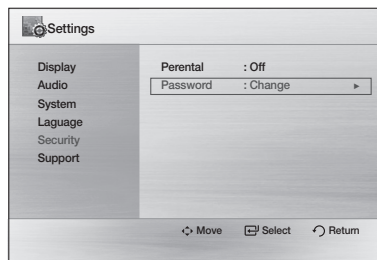 Settings
Display
Audio
System
Laguage
Security
Support
Perental : Off
Password : Change ►
Move Select Return